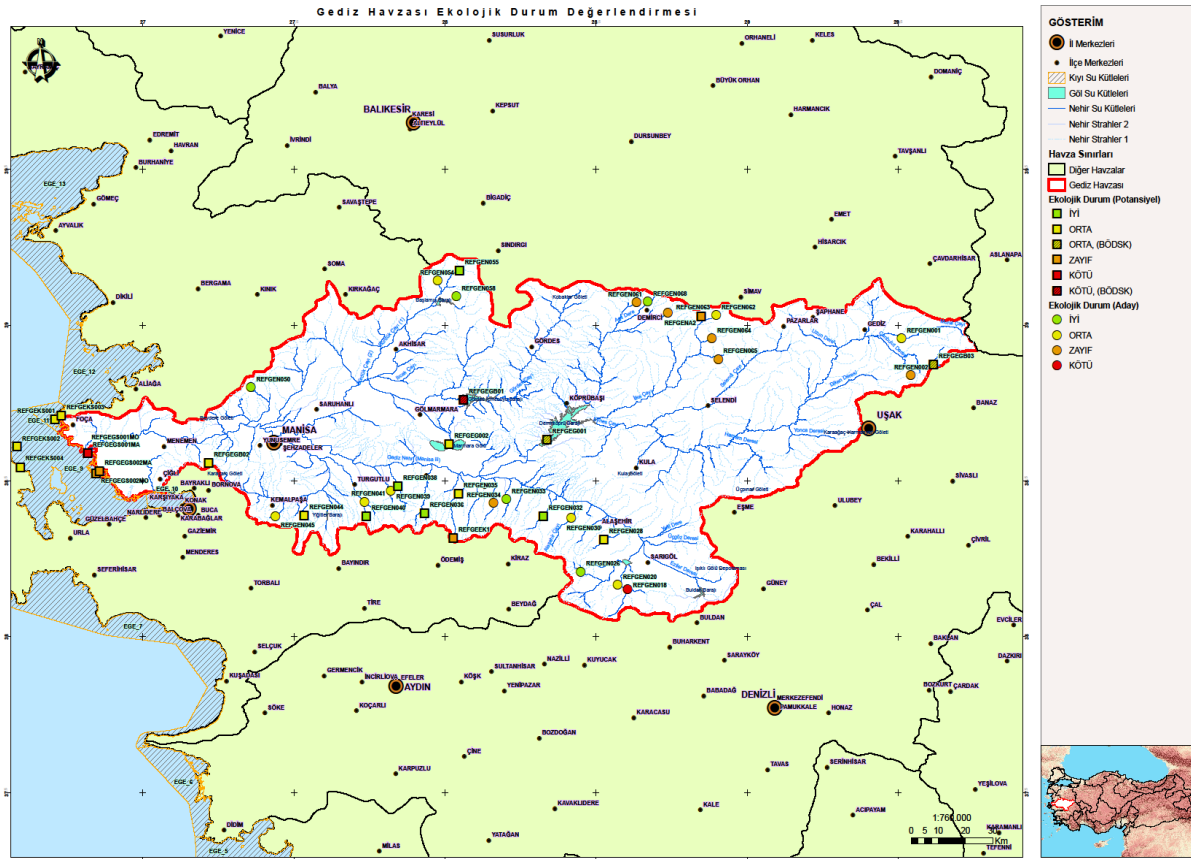 Gediz Havzası Ekolojik Durum Değerlendirmesi
YENİCE
SUSURLUK
ORHANELİ
KELES
DOMANİÇ
BALYA
BÜYÜK ORHAN
BALIKESİR
KARESİ
KEPSUT
HARMANCIK
EDREMİT
HAVRAN
İVRİNDİ
DURSUNBEY
TAVŞANLI
BURHANİYE
EGE_13
GÖMEÇ
SAVAŞTEPE
BİGADİÇ
EMET
AYVALIK
SINDIRGI
HİSARCIK
SOMA
ÇAVDARHİSAR
ASLANAPA
REFGEN054
REFGEN055
REFGEN058
BERGAMA
KINIK
KIRKAĞAÇ
DİKİLİ
REFGEN061
REFGEN068
DEMİRCİ
SİMAV
REFGEN063
REFGEN062
REFGENA2
ŞAPHANE
PAZARLAR
GEDİZ
REFGEN001
REFGEN064
REFGEN065
AKHİSAR
GÖRDES
REFGEGB03
REFGEN002
EGE_12
ALİAĞA
REFGEN050
SARUHANLI
REFGEGB01
GÖLMARMARA
KÖPRÜBAŞI
SELENDİ
BANAZ
UŞAK
REFGEKS001
REFGEKS003
EGE_11
FOÇA
REFGEKS002
REFGEGS001MO
REFGEGS001MA
MENEMEN
MANİSA
YUNUSEMRE
ŞEHZADELER
REFGEG002
REFGEG001
REFGEKS004
EGE_9
REFGEGS002MA
REFGEGS002MO
REFGEGB02
KULA
SİVASLI
ÇİĞLİ
BAYRAKLI
BORNOVA
EGE_10
KARŞIYAKA
KONAK
BUCA
BALÇOVA
KARABAĞLAR
NARLIDERE
GÜZELBAHÇE
GAZİEMİR
URLA
MENDERES
TURGUTLU
KEMALPAŞA
REFGEN038
REFGEN041
REFGEN039
REFGEN035
REFGEN034
REFGEN033
REFGEN044
REFGEN045
REFGEN040
REFGEN032
REFGEN030
ALAŞEHİR
REFGEN028
REFGEEK1
EŞME
ULUBEY
KARAHALLI
ÇİVRİL
BEKİLLİ
SARIGÖL
BAYINDIR
ÖDEMİŞ
KİRAZ
REFGEN020
REFGEN018
GÜNEY
SEFERİHİSAR
TORBALI
TİRE
BEYDAĞ
BULDAN
ÇAL
EGE_7
SELÇUK
BUHARKENT
SARAYKÖY
BAKLAN
EVCİLER
DAZKIRI
KUŞADASI
GERMENCİK
İNCİRLİOVA
EFELER
AYDIN
KÖŞK
SULTANHİSAR
NAZİLLİ
KUYUCAK
YENİPAZAR
BABADAĞ
DENİZLİ
MERKEZEFENDİ
PAMUKKALE
HONAZ
BOZKURT
ÇARDAK
SÖKE
KOÇARLI
KARACASU
BOZDOĞAN
ÇİNE
KARPUZLU
TAVAS
SERİNHİSAR
EGE_6
YEŞİLOVA
KAVAKLIDERE
KALE
ACIPAYAM
DİDİM
EGE_5
MİLAS
YATAĞAN
KARAMANLI
TEFENNİ
0 5 10 20 30
Km
GÖSTERİM
İl Merkezleri
İlçe Merkezleri
Kıyı Su Kütleleri
Göl Su Kütleleri
Nehir Su Kütleleri
Nehir Strahler 2
Nehir Strahler 1
Havza Sınırları
Diğer Havzalar
Gediz Havzası
Ekolojik Durum (Potansiyel)
İYİ
ORTA
ORTA, (BÖDSK)
ZAYIF
KÖTÜ
KÖTÜ, (BÖDSK)
Ekolojik Durum (Aday)
İYİ
ORTA
ZAYIF
KÖTÜ